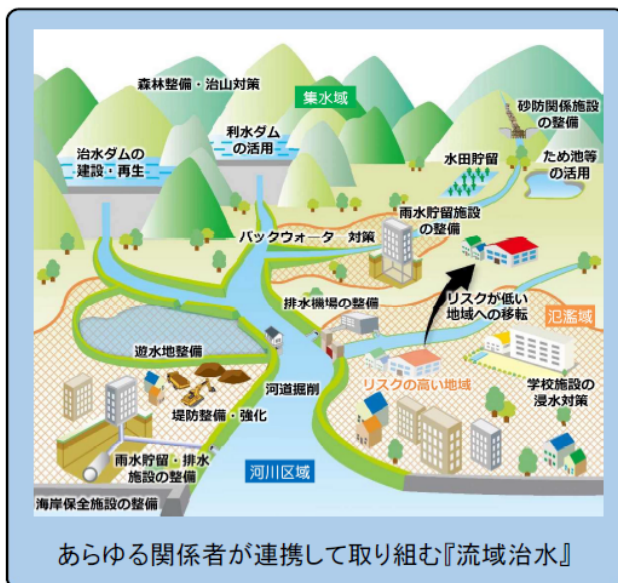 森林整備・治山対策
集水域
砂防関係施設
の整備
治水ダムの
建設・再生
利水ダム
の活用
水田貯留
ため池等
の活用
雨水貯留施設
の整備
バックウォータ 対策
排水機場の整備
リスクが低い
地域への移転
氾濫域
遊水地整備
河道掘削
リスクの高い地域
学校施設の
浸水対策
堤防整備・強化
雨水貯留・排水
施設の整備
河川区域
海岸保全施設の整備
あらゆる関係者が連携して取り組む『流域治水』